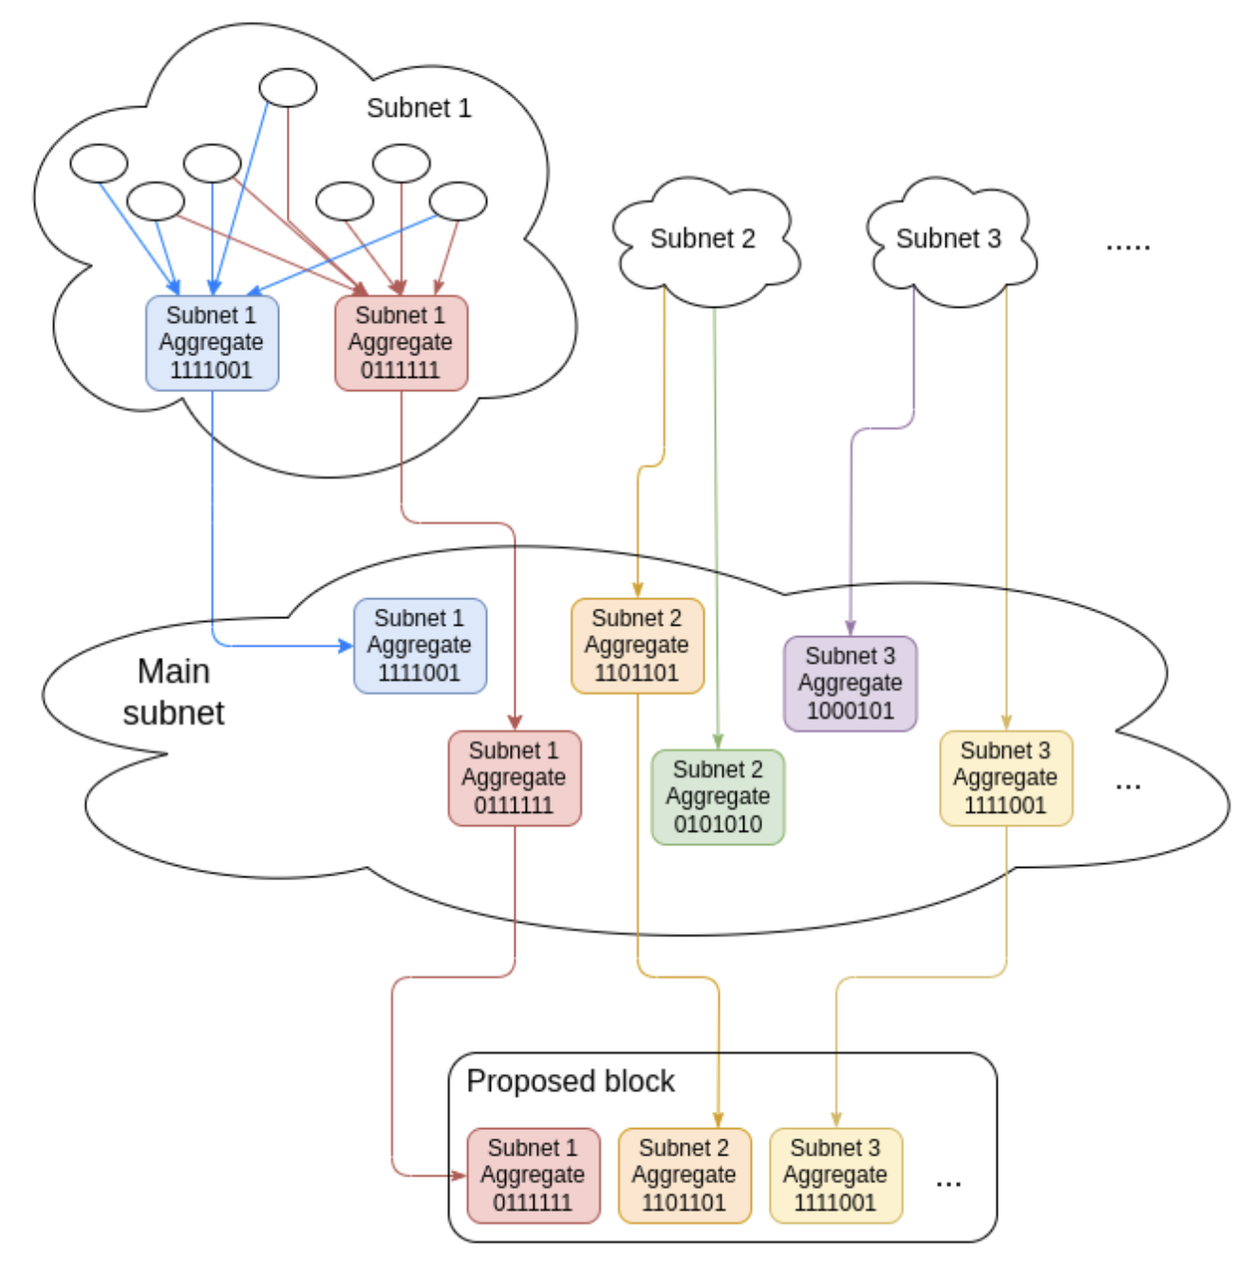 Subnet 1
Subnet 2
Subnet 3
.....
Subnet 1
Aggregate
1111001
Subnet 1
Aggregate
0111111
Main
subnet
Subnet 1
Aggregate
1111001
Subnet 2
Aggregate
1101101
Subnet 3
Aggregate
1000101
Subnet 1
Aggregate
0111111
Subnet 2
Aggregate
0101010
Subnet 3
Aggregate
1111001
...
Proposed block
Subnet 1
Aggregate
0111111
Subnet 2
Aggregate
1101101
Subnet 3
Aggregate
1111001
...